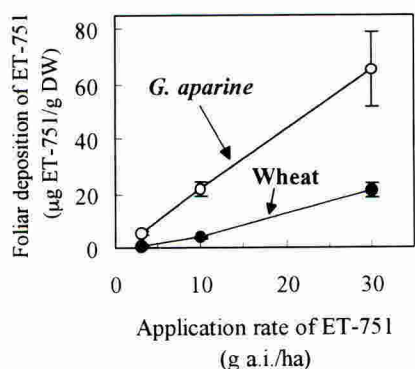 Foliar deposition of ET-751
(µg ET-751/g DW)
80
60
40
20
0
G. aparine
Wheat
0
10
20
30
Application rate of ET-751
(g a.i./ha)